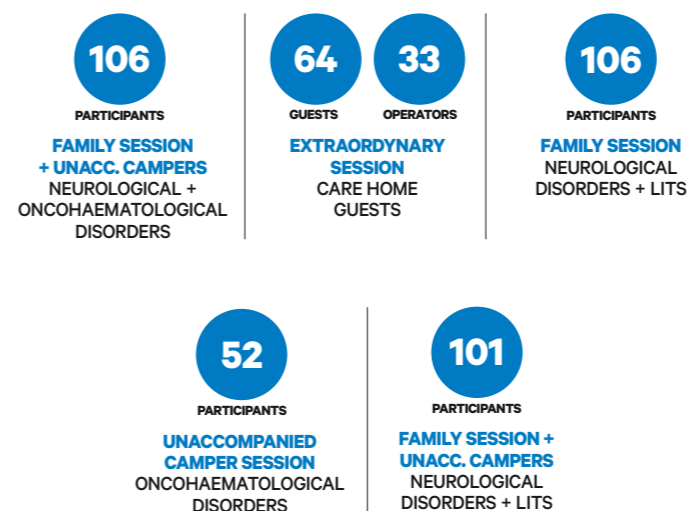 106
PARTICIPANTS
FAMILY SESSION
+ UNACC. CAMPERS
NEUROLOGICAL +
ONCOHAEMATOLOGICAL
DISORDERS
64
GUESTS
33
OPERATORS
EXTRAORDYNARY
SESSION
CARE HOME
GUESTS
106
PARTICIPANTS
FAMILY SESSION
NEUROLOGICAL
DISORDERS + LITS
52
PARTICIPANTS
UNACCOMPANIED
CAMPER SESSION
ONCOHAEMATOLOGICAL
DISORDERS
101
PARTICIPANTS
FAMILY SESSION +
UNACC. CAMPERS
NEUROLOGICAL
DISORDERS + LITS